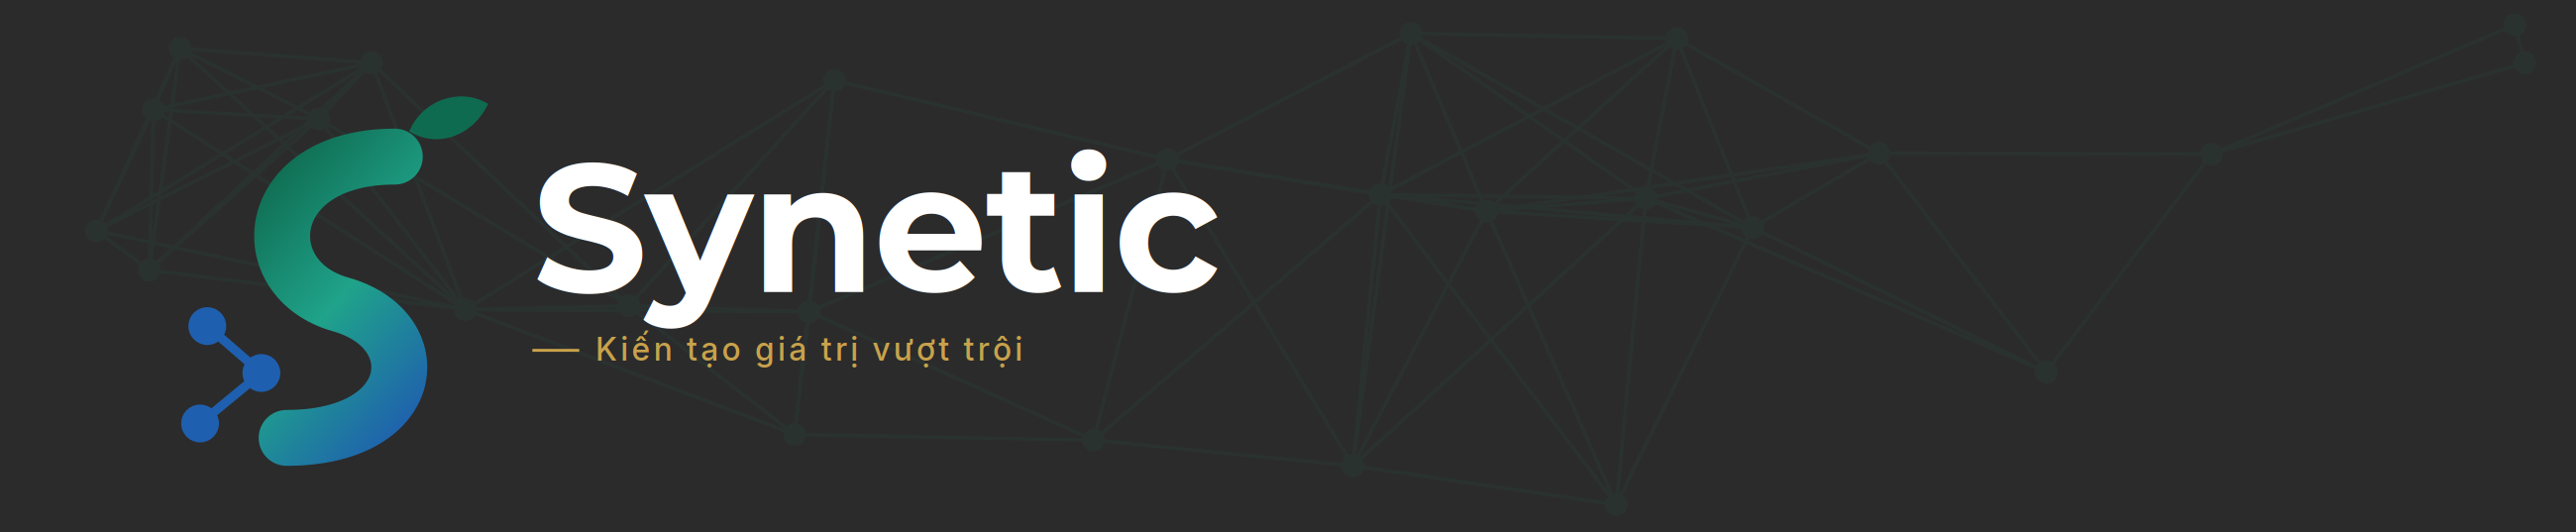 Synetic
Kiến tạo giá trị vượt trội